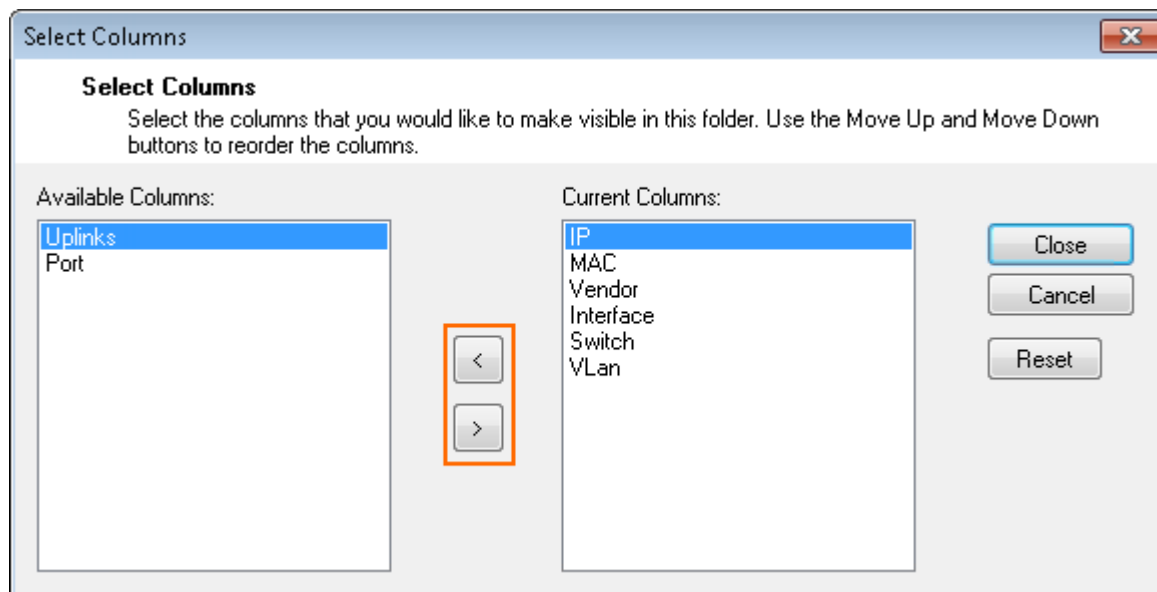 Select Columns
Select Columns
Select the columns that you would like to make visible in this folder. Use the Move Up and Move Down
buttons to reorder the columns.
Available Columns:
Uplinks
Port
<
>
Current Columns:
IP
MAC
Vendor
Interface
Switch
VLan
Close
Cancel
Reset